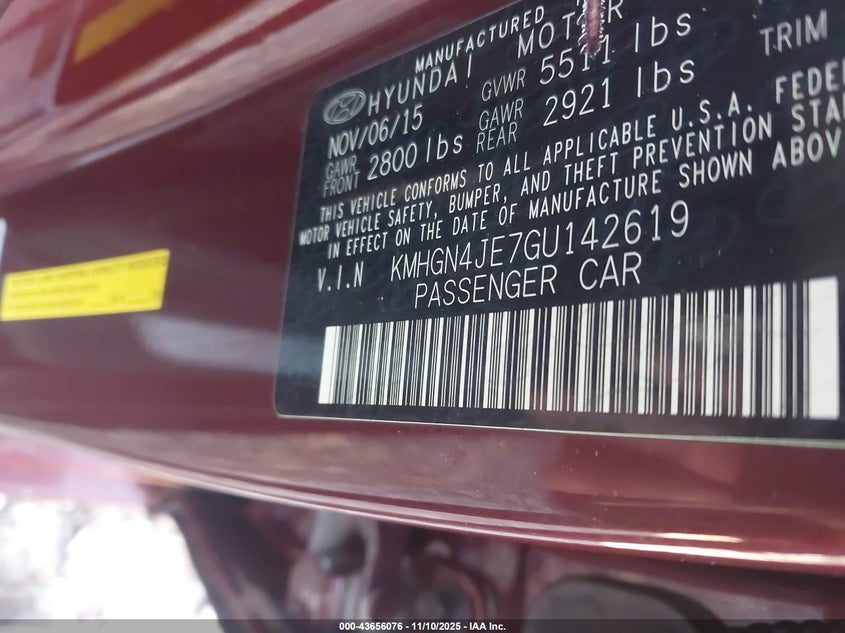 MANUFACTURED
HYUNDAI MOTOR
NOV/06/15 GVWR 5511 lbs
GAWR FRONT 2800 lbs GAWR REAR 2921 lbs TRIM
THIS VEHICLE CONFORMS TO ALL APPLICABLE U.S.A. FEDE
MOTOR VEHICLE SAFETY, BUMPER, AND THEFT PREVENTION STA
IN EFFECT ON THE DATE OF MANUFACTURE SHOWN ABOV
V.I.N KMHGN4JE7GU142619
PASSENGER CAR
000-43656076 - 11/10/2025 - IAA Inc.